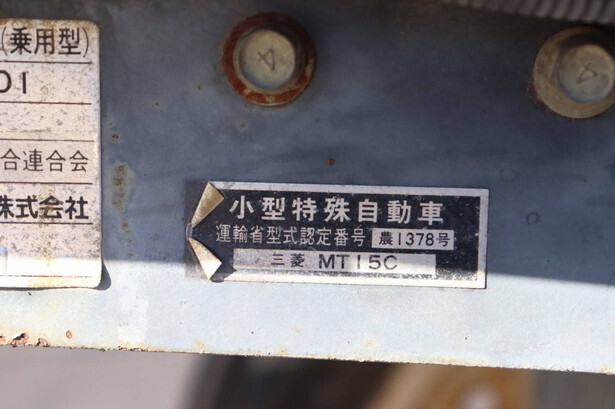 (乗用型)
D1
合連合会
株式会社
小型特殊自動車
運輸省型式認定番号 農1378号
三菱 MT15C